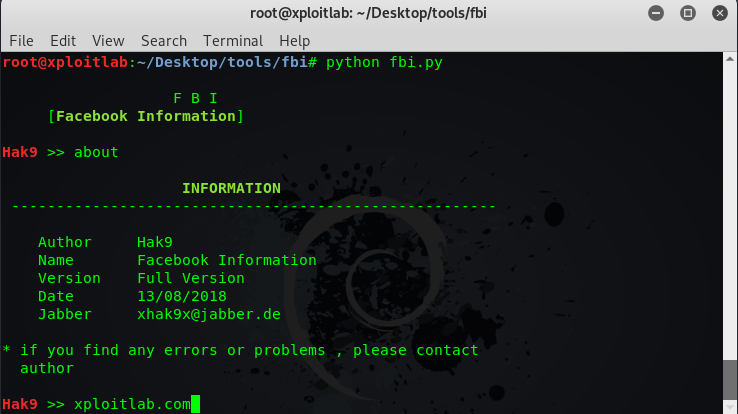 root@xploitlab: ~/Desktop/tools/fbi
File Edit View Search Terminal Help
root@xploitlab:~/Desktop/tools/fbi# python fbi.py
F B I
[Facebook Information]
Hak9 >> about
INFORMATION
------------------------------------------------------
Author Hak9
Name Facebook Information
Version Full Version
Date 13/08/2018
Jabber xhak9x@jabber.de
* if you find any errors or problems , please contact
author
Hak9 >> xploitlab.com